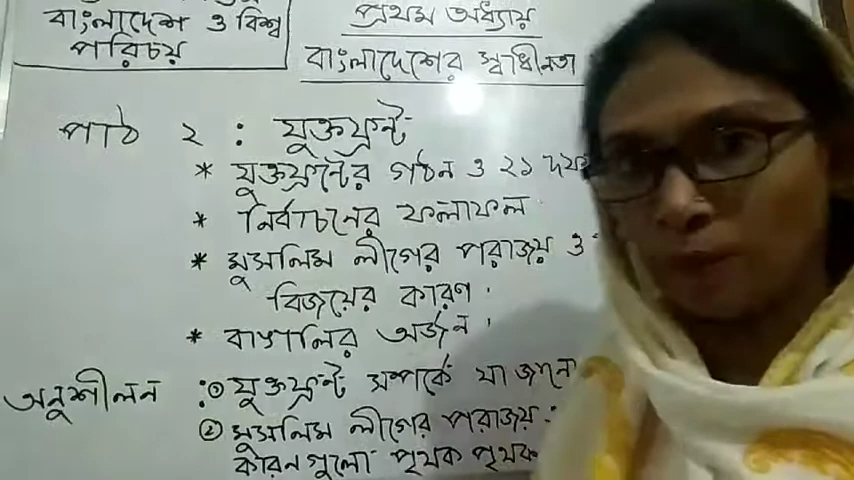 বাংলাদেশ ও বিশ্ব
পরিচয়
প্রথম অধ্যায়
বাংলাদেশের স্বাধীনতা
পাঠ ২ : যুক্তফ্রন্ট
* যুক্তফ্রন্টের গঠন ও ২১ দফা
* নির্বাচনের ফলাফল
* মুসলিম লীগের পরাজয় ও
বিজয়ের কারণ
* বাঙালির অর্জন
অনুশীলন : ① যুক্তফ্রন্ট সম্পর্কে যা জানো
② মুসলিম লীগের পরাজয়
কারনগুলো পৃথক পৃথক